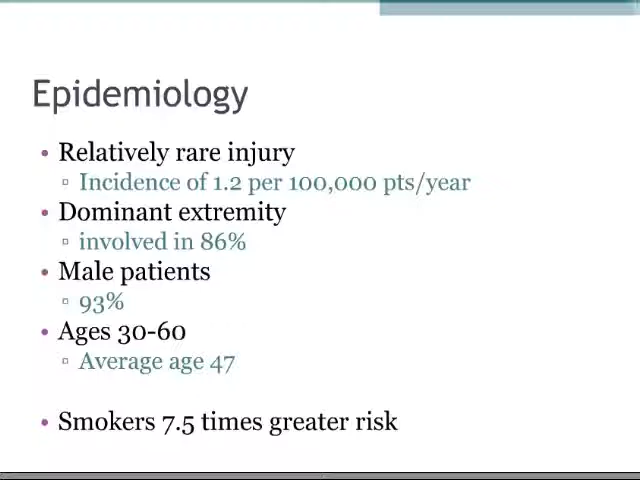 Epidemiology
• Relatively rare injury
▫ Incidence of 1.2 per 100,000 pts/year
• Dominant extremity
▫ involved in 86%
• Male patients
▫ 93%
• Ages 30-60
▫ Average age 47
• Smokers 7.5 times greater risk